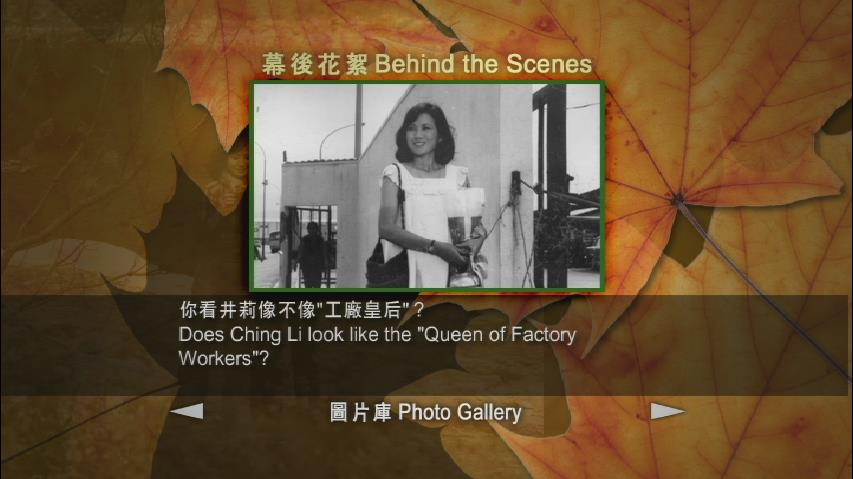 幕後花絮 Behind the Scenes
你看井莉像不像"工廠皇后"？
Does Ching Li look like the "Queen of Factory
Workers"?
圖片庫 Photo Gallery